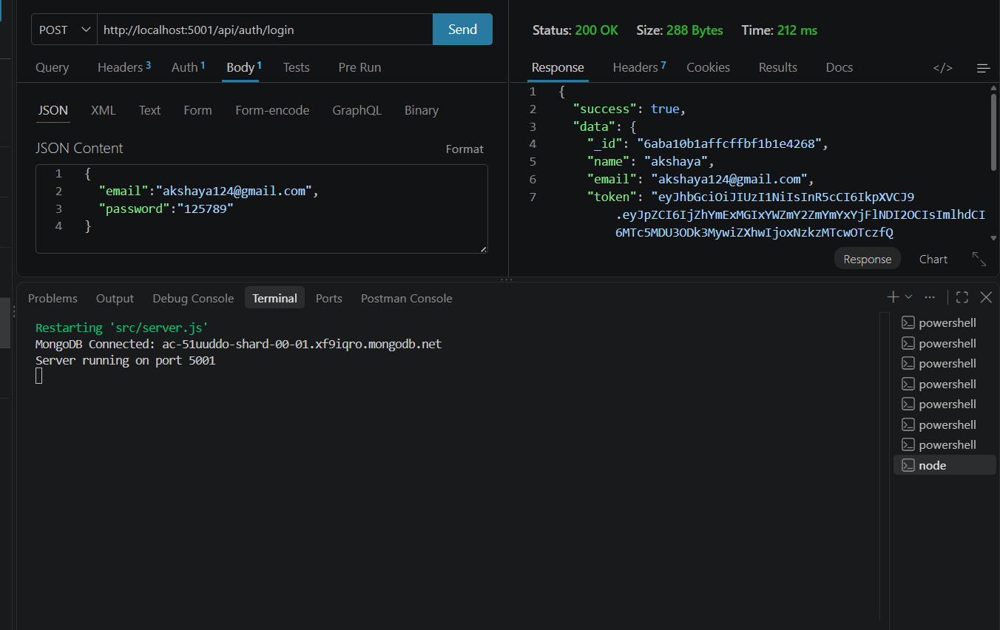 POST http://localhost:5001/api/auth/login Send
Query Headers 3 Auth 1 Body 1 Tests Pre Run
JSON XML Text Form Form-encode GraphQL Binary
JSON Content Format
1 {
2 "email":"akshaya124@gmail.com",
3 "password":"125789"
4 }
Status: 200 OK Size: 288 Bytes Time: 212 ms
Response Headers 7 Cookies Results Docs </>
1 {
2 "success": true,
3 "data": {
4 "_id": "6aba10b1affcffbf1b1e4268",
5 "name": "akshaya",
6 "email": "akshaya124@gmail.com",
7 "token": "eyJhbGciOiJIUzI1NiIsInR5cCI6IkpXVCJ9
.eyJpZCI6IjZhYmExMGIxYWZmY2ZmYmYxYjFlNDI2OCIsImlhdCI
6MTc5MDU3ODk3MywiZXhwIjoxNzkzMTcwOTczfQ
Response Chart
Problems Output Debug Console Terminal Ports Postman Console
Restarting 'src/server.js'
MongoDB Connected: ac-51uuddo-shard-00-01.xf9iqro.mongodb.net
Server running on port 5001
powershell
powershell
powershell
powershell
powershell
powershell
powershell
node